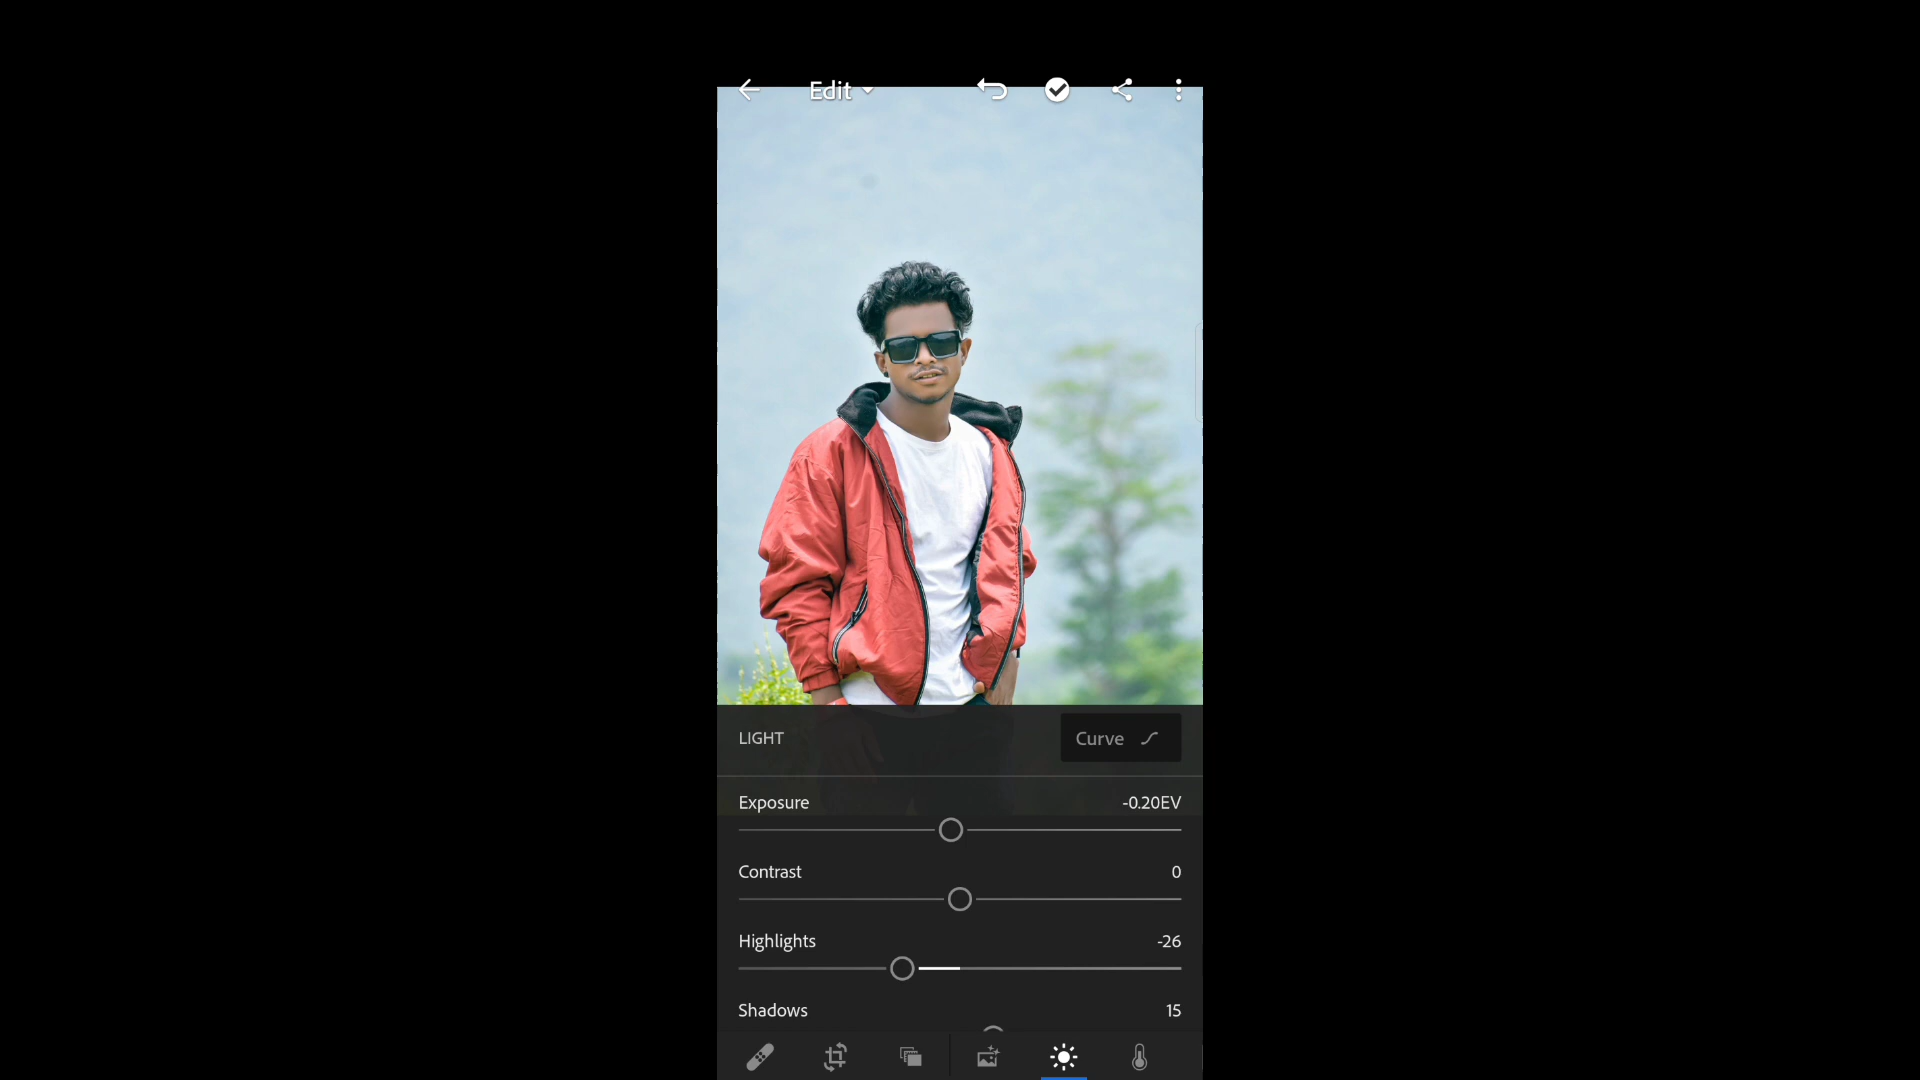 Edit
LIGHT
Curve
Exposure -0.20EV
Contrast 0
Highlights -26
Shadows 15